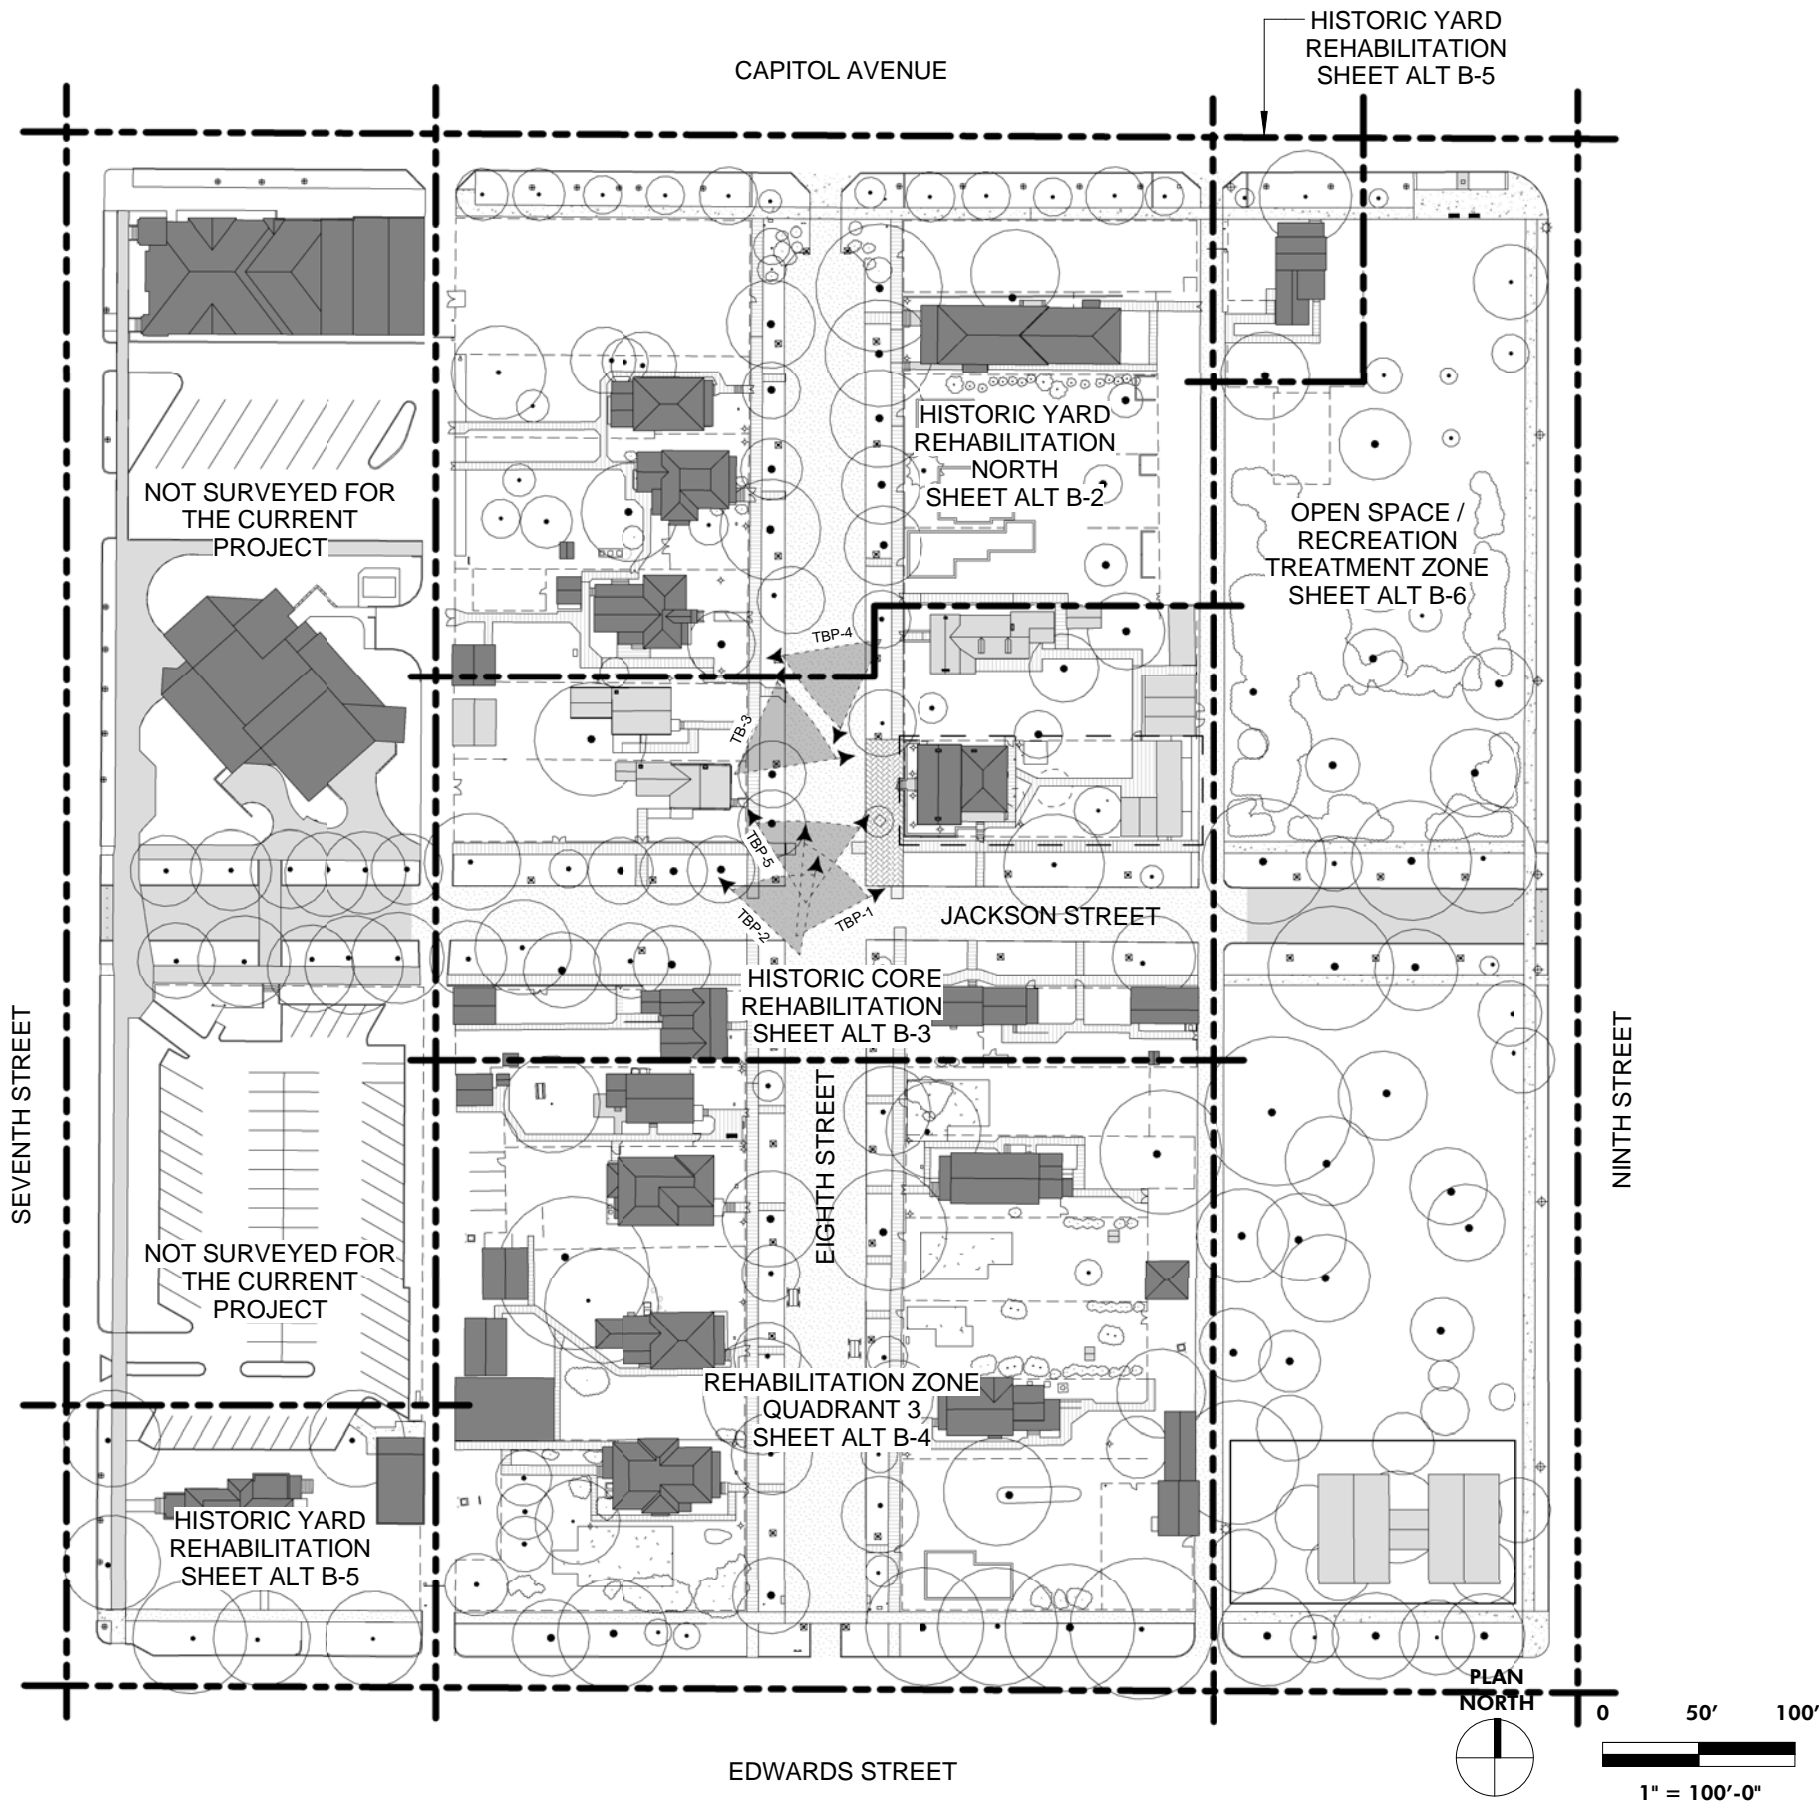 HISTORIC YARD
REHABILITATION
SHEET ALT B-5
CAPITOL AVENUE
HISTORIC YARD
REHABILITATION
NORTH
SHEET ALT B-2
NOT SURVEYED FOR
THE CURRENT
PROJECT
OPEN SPACE /
RECREATION
TREATMENT ZONE
SHEET ALT B-6
TBP-4
TB-3
TBP-5
TBP-2
TBP-1
JACKSON STREET
HISTORIC CORE
REHABILITATION
SHEET ALT B-3
SEVENTH STREET
EIGHTH STREET
NINTH STREET
NOT SURVEYED FOR
THE CURRENT
PROJECT
REHABILITATION ZONE
QUADRANT 3
SHEET ALT B-4
HISTORIC YARD
REHABILITATION
SHEET ALT B-5
PLAN
NORTH
0 50' 100'
1" = 100'-0"
EDWARDS STREET